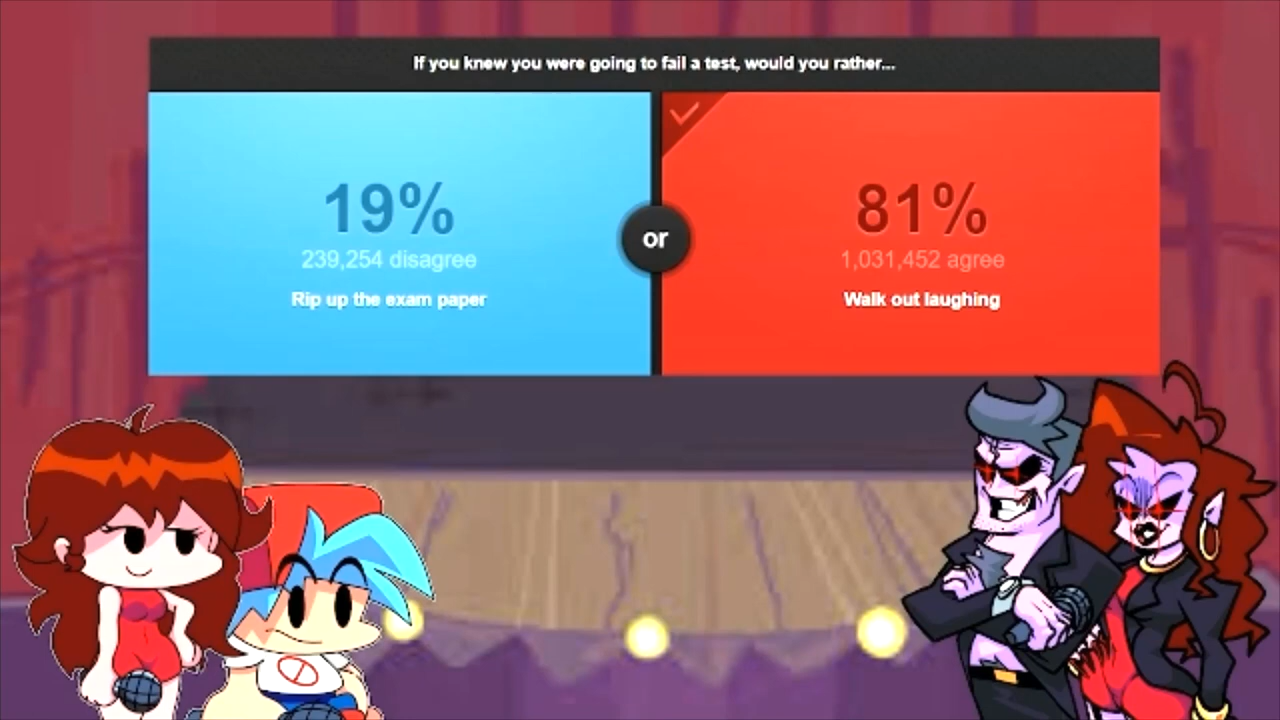 If you knew you were going to fail a test, would you rather...
19%
239,254 disagree
Rip up the exam paper
or
81%
1,031,452 agree
Walk out laughing